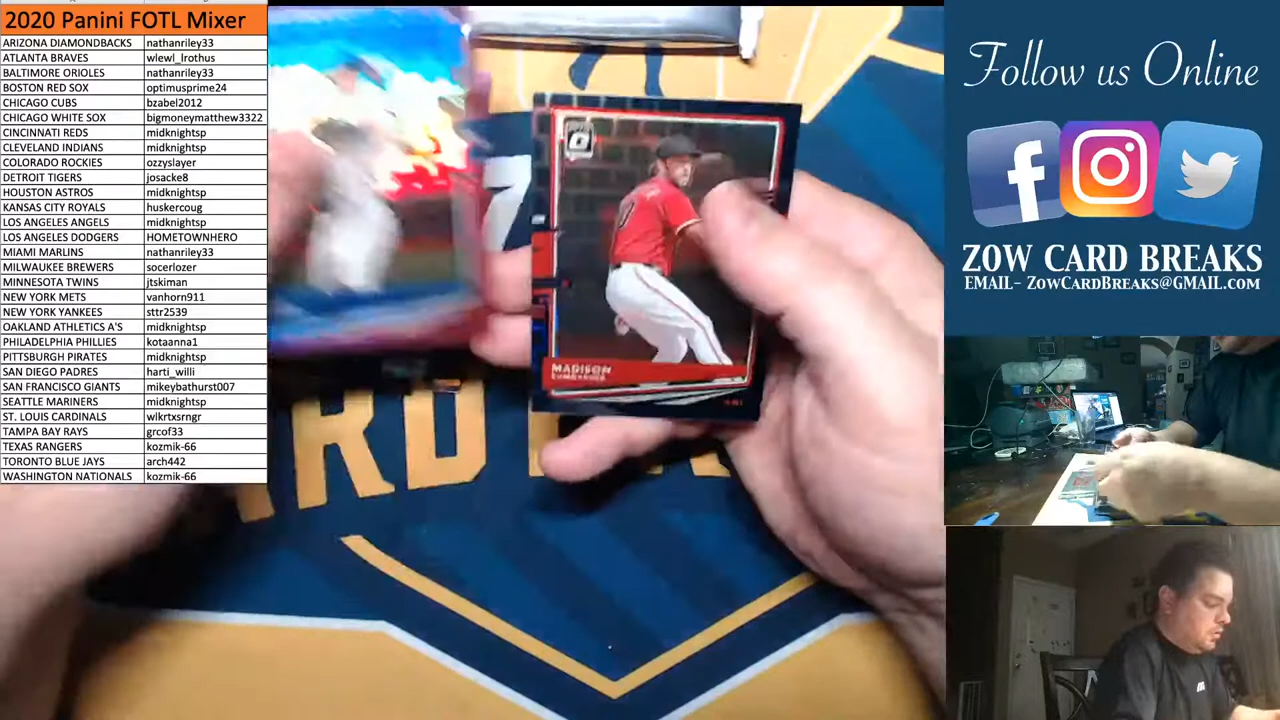 2020 Panini FOTL Mixer
ARIZONA DIAMONDBACKS nathanriley33
ATLANTA BRAVES wlewl_lrothus
BALTIMORE ORIOLES nathanriley33
BOSTON RED SOX optimusprime24
CHICAGO CUBS bzabel2012
CHICAGO WHITE SOX bigmoneymatthew3322
CINCINNATI REDS midknightsp
CLEVELAND INDIANS midknightsp
COLORADO ROCKIES ozzyslayer
DETROIT TIGERS josacke8
HOUSTON ASTROS midknightsp
KANSAS CITY ROYALS huskercoug
LOS ANGELES ANGELS midknightsp
LOS ANGELES DODGERS HOMETOWNHERO
MIAMI MARLINS nathanriley33
MILWAUKEE BREWERS socerlozer
MINNESOTA TWINS jtskiman
NEW YORK METS vanhorn911
NEW YORK YANKEES sttr2539
OAKLAND ATHLETICS A'S midknightsp
PHILADELPHIA PHILLIES kotaanna1
PITTSBURGH PIRATES midknightsp
SAN DIEGO PADRES harti_willi
SAN FRANCISCO GIANTS mikeybathurst007
SEATTLE MARINERS midknightsp
ST. LOUIS CARDINALS wlkrtxsrngr
TAMPA BAY RAYS grcof33
TEXAS RANGERS kozmik-66
TORONTO BLUE JAYS arch442
WASHINGTON NATIONALS kozmik-66
MADISON
BUMGARNER
Follow us Online
ZOW CARD BREAKS
EMAIL- ZowCardBreaks@GMAIL.com